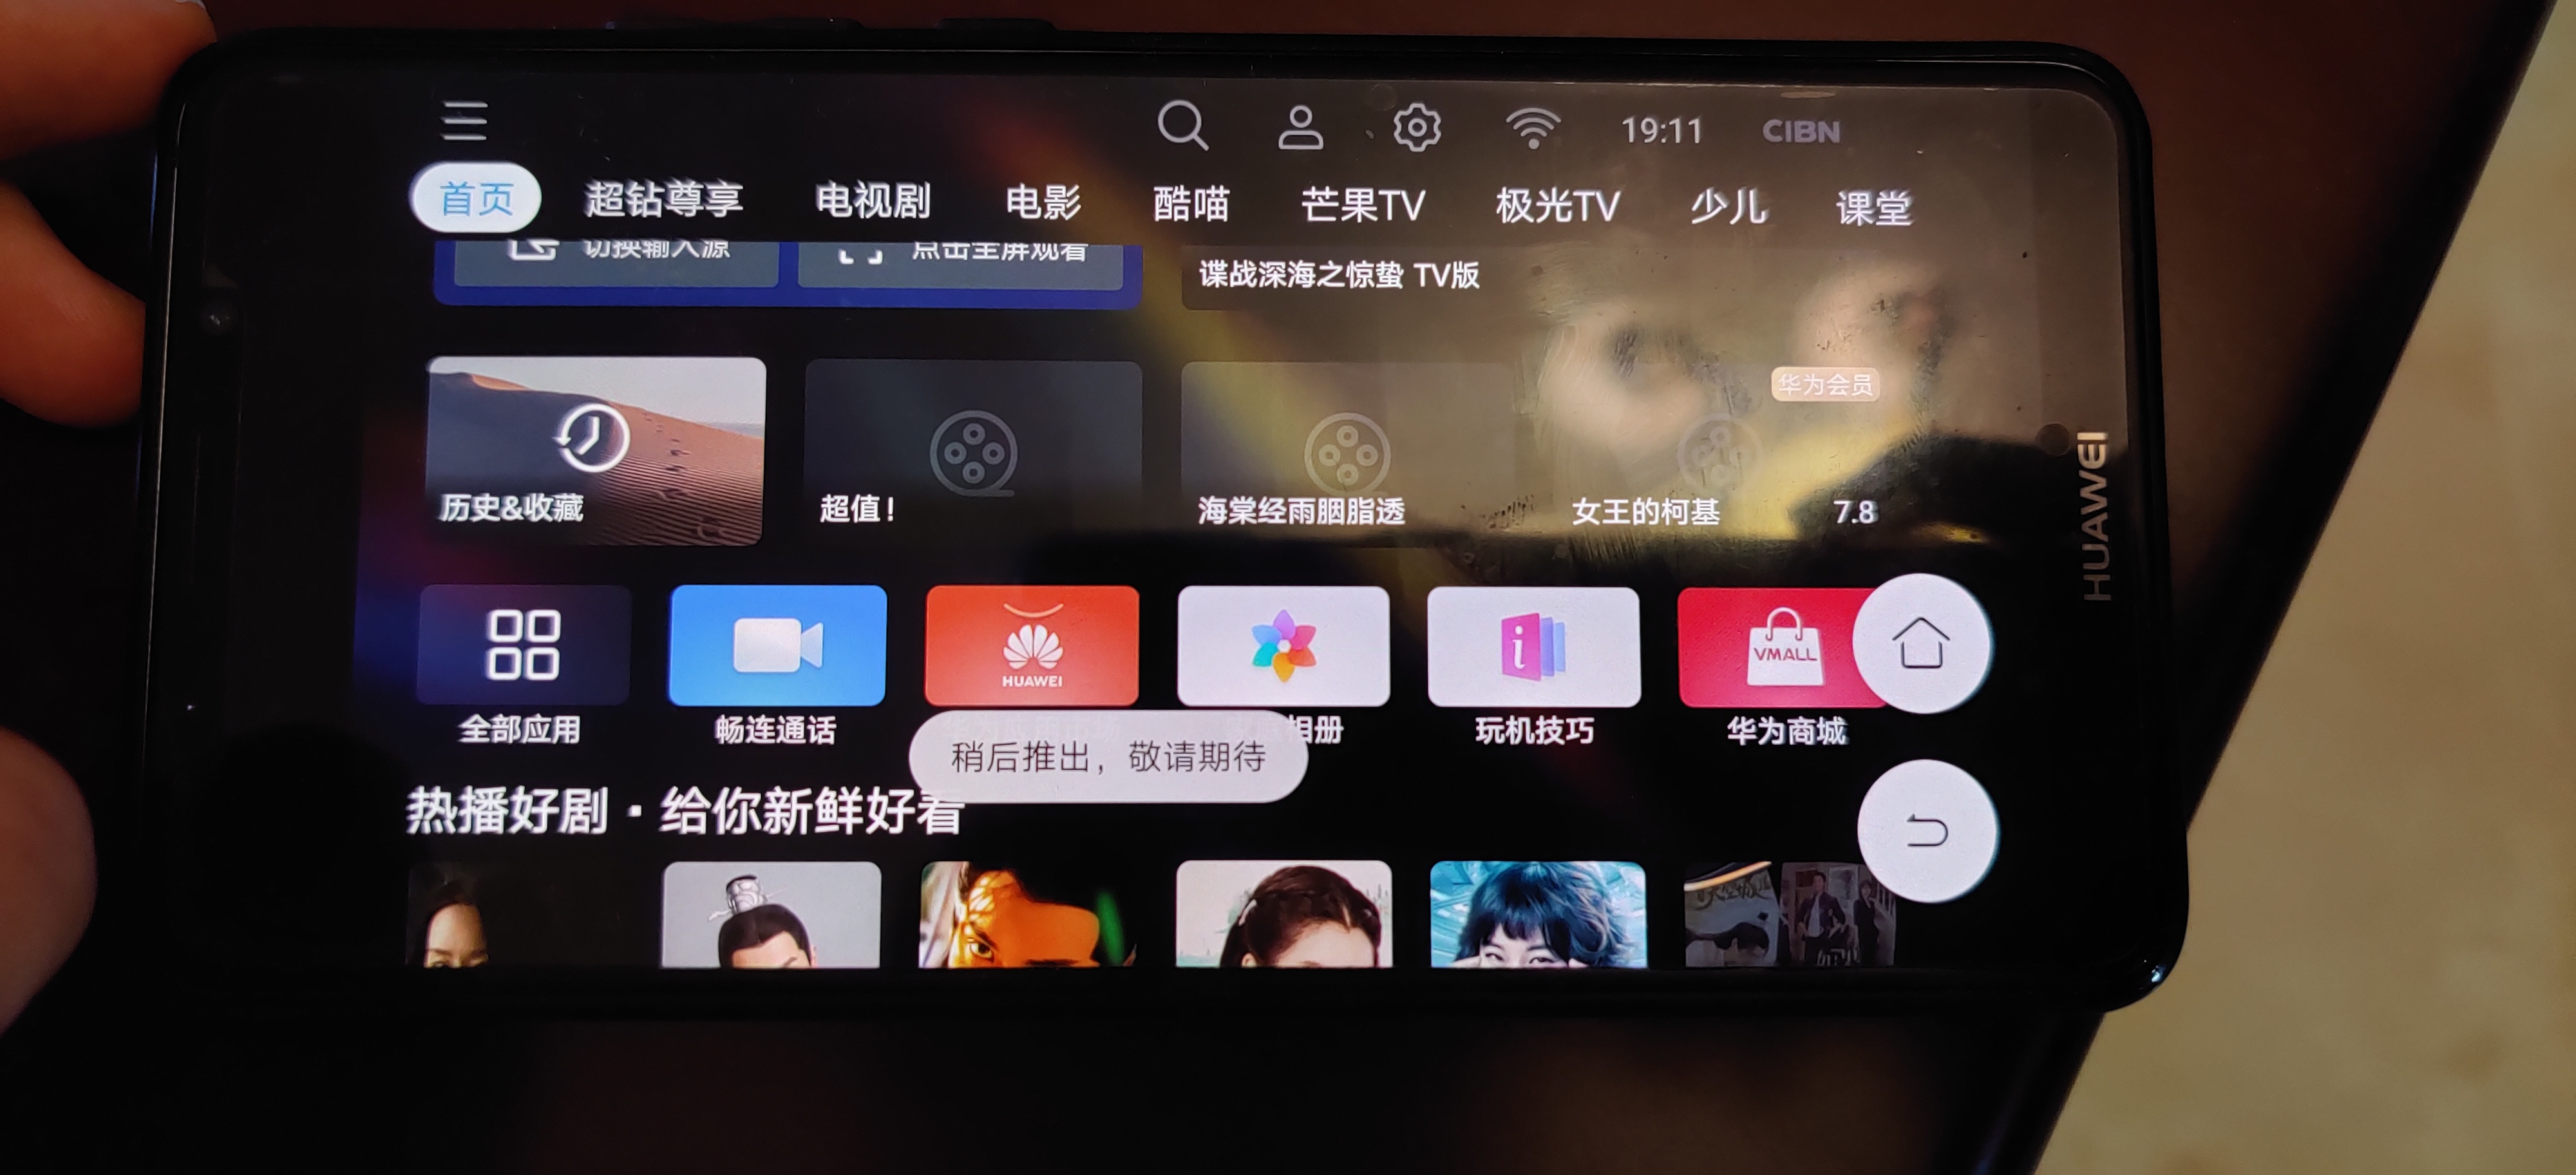 19:11 CIBN
首页 超钻尊享 电视剧 电影 酷喵 芒果TV 极光TV 少儿 课堂
切换输入源 点击全屏观看
谍战深海之惊蛰 TV版
华为会员
历史&收藏 超值! 海棠经雨胭脂透 女王的柯基 7.8
HUAWEI
VMALL
全部应用 畅连通话 相册 玩机技巧 华为商城
稍后推出，敬请期待
热播好剧·给你新鲜好看
HUAWEI